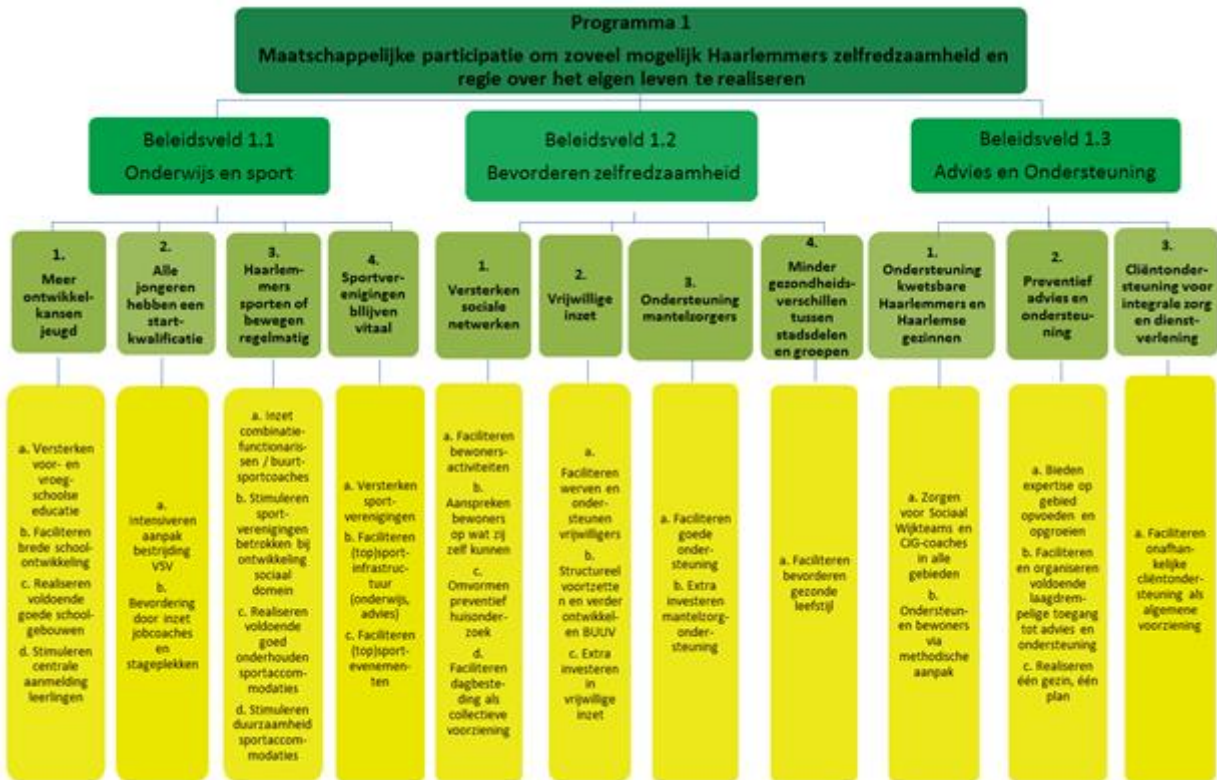 Programma 1
Maatschappelijke participatie om zoveel mogelijk Haarlemmers zelfredzaamheid en
regie over het eigen leven te realiseren
Beleidsveld 1.1
Onderwijs en sport
Beleidsveld 1.2
Bevorderen zelfredzaamheid
Beleidsveld 1.3
Advies en Ondersteuning
1.
Meer
ontwikkel-
kansen
jeugd
2.
Alle
jongeren
hebben een
start-
kwalificatie
3.
Haarlem-
mers
sporten of
bewegen
regelmatig
4.
Sportver-
enigingen
blijven
vitaal
1.
Versterken
sociale
netwerken
2.
Vrijwillige
inzet
3.
Ondersteuning
mantelzorgers
4.
Minder
gezondheids-
verschillen
tussen
stadsdelen
en groepen
1.
Ondersteuning
kwetsbare
Haarlemmers en
Haarlemse
gezinnen
2.
Preventief
advies en
ondersteu-
ning
3.
Cliëntonder-
steuning voor
integrale zorg
en dienst-
verlening
a. Versterken
voor- en
vroeg-
schoolse
educatie
b. Faciliteren
brede school-
ontwikkeling
c. Realiseren
voldoende
goede school-
gebouwen
d. Stimuleren
centrale
aanmelding
leerlingen
a.
Intensiveren
aanpak
bestrijding
VSV
b.
Bevordering
door inzet
jobcoaches
en
stageplekken
a. Inzet
combinatie-
functionaris-
sen / buurt-
sportcoaches
b. Stimuleren
sport-
verenigingen
betrokken bij
ontwikkeling
sociaal
domein
c. Realiseren
voldoende
goed
onderhouden
sportaccom-
modaties
d. Stimuleren
duurzaamheid
sportaccom-
modaties
a. Versterken
sport-
verenigingen
b. Faciliteren
(top)sport-
infrastruc-
tuur
(onderwijs,
advies)
c. Faciliteren
(top)sport-
evenemen-
ten
a. Faciliteren
bewoners-
activiteiten
b.
Aanspreken
bewoners
op wat zij
zelf kunnen
c.
Omvormen
preventief
huisonder-
zoek
d.
Faciliteren
dagbeste-
ding als
collectieve
voorziening
a.
Faciliteren
werven en
onder-
steunen
vrijwilligers
b.
Structureel
voortzette
n en verder
ontwikkel-
en BUUV
c. Extra
investeren
in
vrijwillige
inzet
a. Faciliteren
goede
onder-
steuning
b. Extra
investeren
mantelzorg-
onder-
steuning
a. Faciliteren
bevorderen
gezonde
leefstijl
a. Zorgen
voor Sociaal
Wijkteams en
CJG-coaches
in alle
gebieden
b.
Ondersteun-
en bewoners
via
methodische
aanpak
a. Bieden
expertise op
gebied
opvoeden en
opgroeien
b. Faciliteren
en organiseren
voldoende
laagdrem-
pelige toegang
tot advies en
ondersteuning
c. Realiseren
één gezin, één
plan
a. Faciliteren
onafhan-
kelijke
cliëntonder-
steuning als
algemene
voorziening